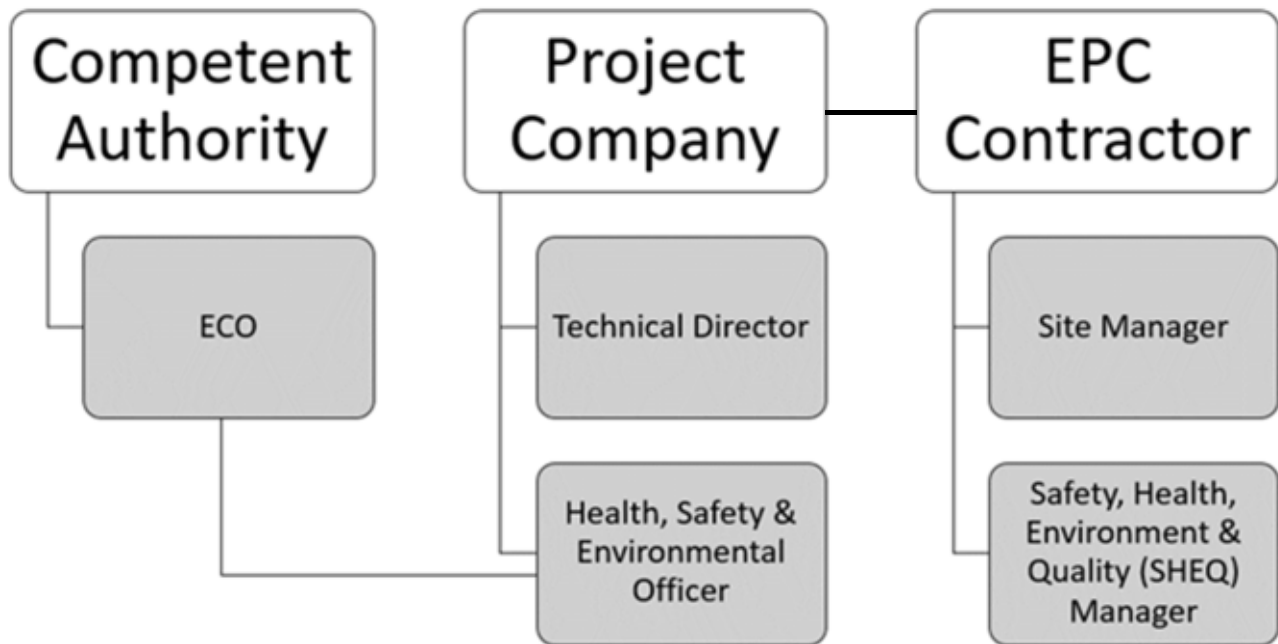 Competent
Authority
Project
Company
EPC
Contractor
ECO
Technical Director
Site Manager
Health, Safety &
Environmental
Officer
Safety, Health,
Environment &
Quality (SHEQ)
Manager